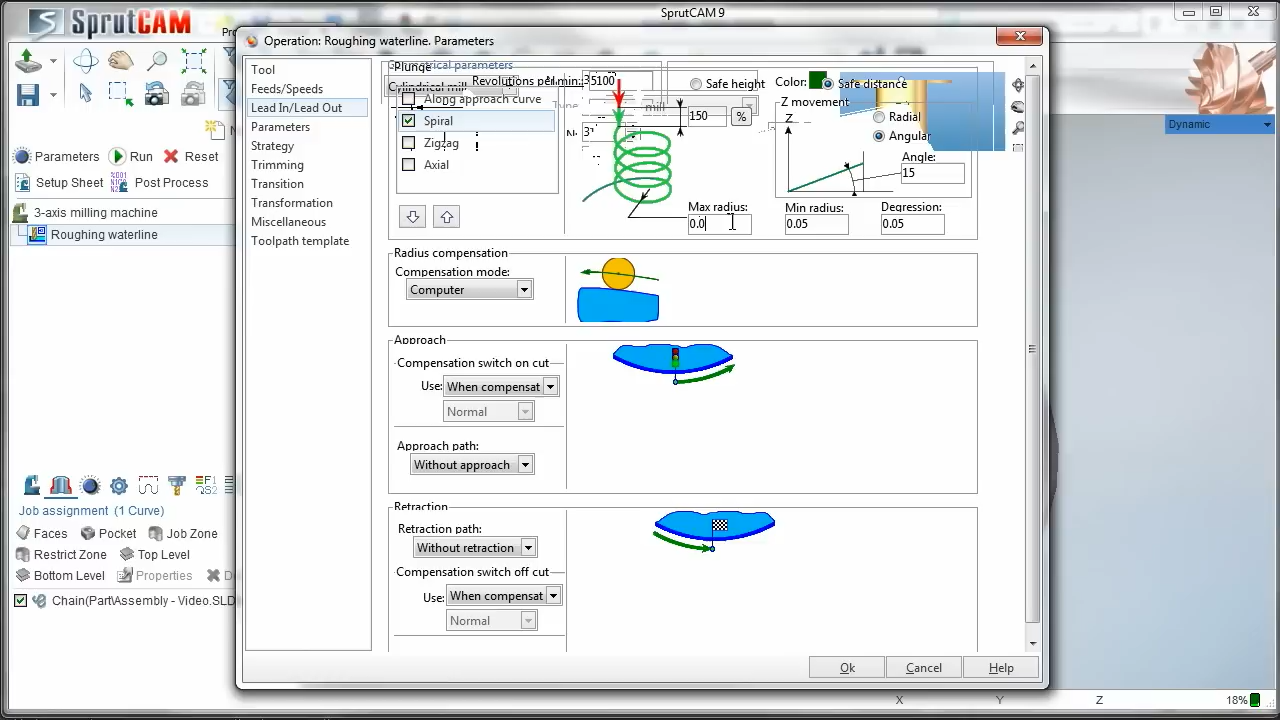 SprutCAM 9
SprutCAM
Operation: Roughing waterline. Parameters
Tool
Feeds/Speeds
Lead In/Lead Out
Parameters
Strategy
Trimming
Transition
Transformation
Miscellaneous
Toolpath template
Plunge
Along approach curve
Spiral
Zigzag
Axial
Safe height
Color:
Safe distance
150
%
Z movement
Z
Radial
Angular
Angle:
15
Max radius:
0.0
Min radius:
0.05
Degression:
0.05
Radius compensation
Compensation mode:
Computer
Approach
Compensation switch on cut
Use: When compensat
Normal
Approach path:
Without approach
Retraction
Retraction path:
Without retraction
Compensation switch off cut
Use: When compensat
Normal
Ok
Cancel
Help
Dynamic
Parameters
Run
Reset
Setup Sheet
Post Process
3-axis milling machine
Roughing waterline
Job assignment (1 Curve)
Faces
Pocket
Job Zone
Restrict Zone
Top Level
Bottom Level
Properties
Chain(Part\Assembly - Video.SLD
X
Y
Z
18%